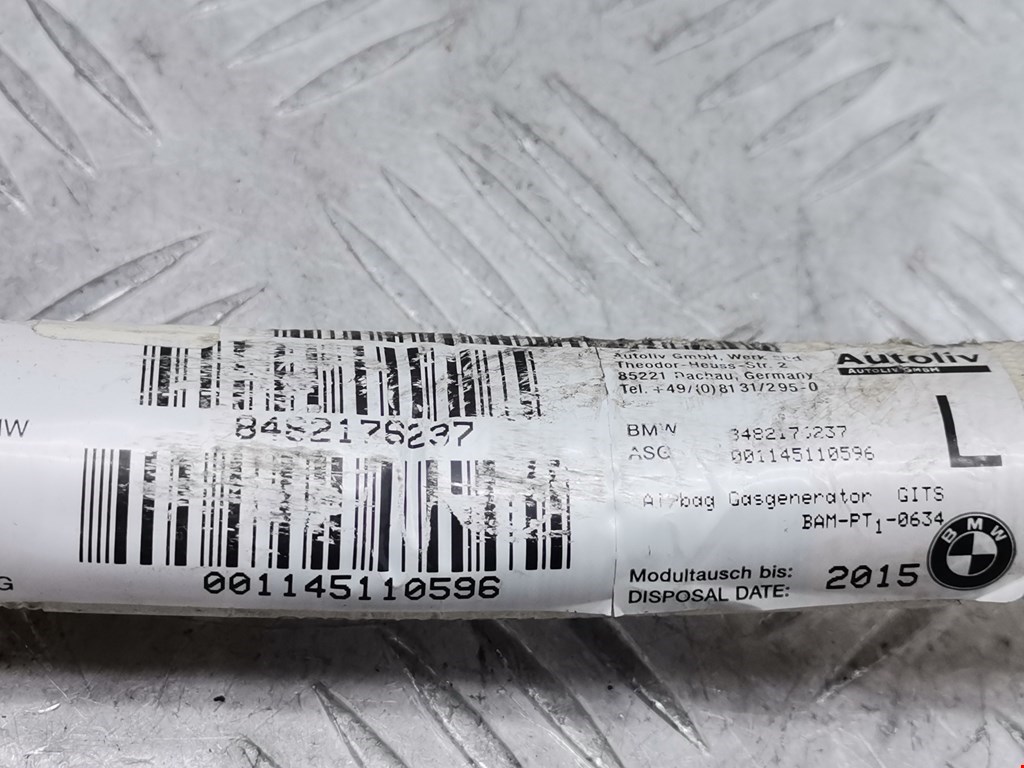 8482176237
001145110596
Autoliv GmbH, Werk
Theodor-Heuss-Str. 2
85221 Dachau, Germany
Tel. +49/(0)8131/295-0
Autoliv
AUTOLIV GMBH
L
BMW 8482176237
ASG 001145110596
Airbag Gasgenerator GITS
BAM-PT1-0634
BMW
Modultausch bis:
DISPOSAL DATE: 2015